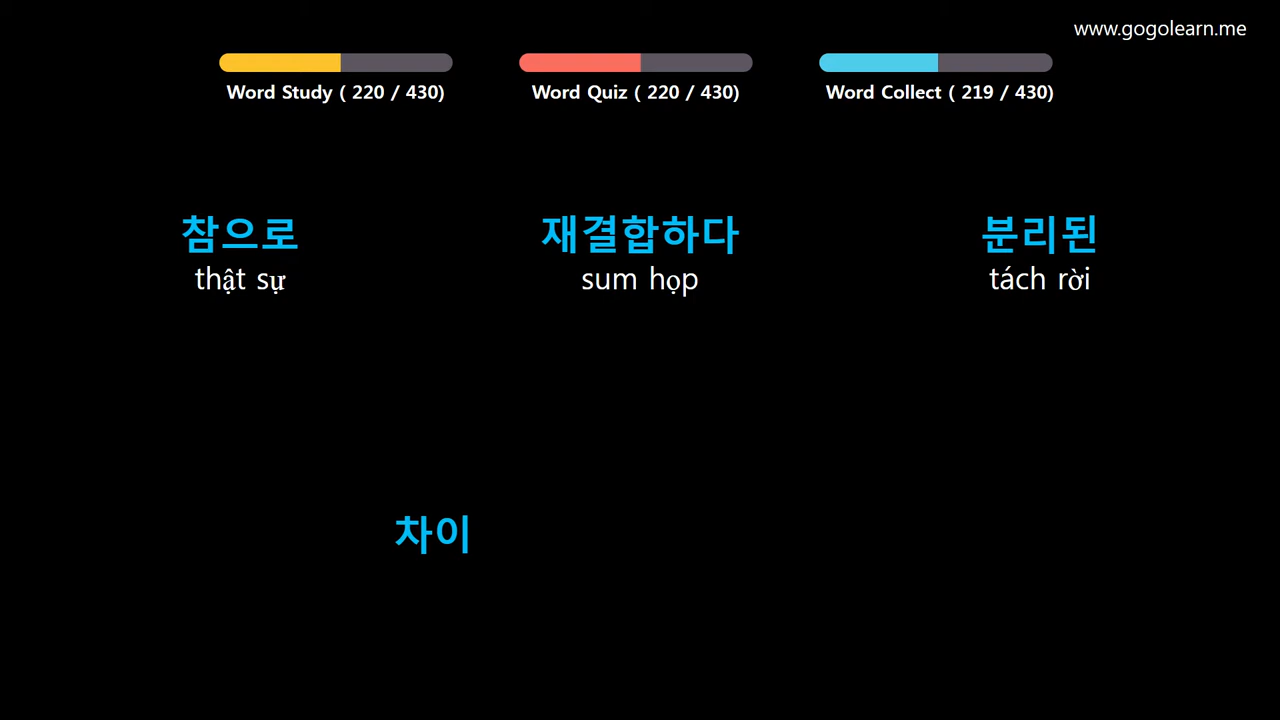 www.gogolearn.me
Word Study ( 220 / 430)
Word Quiz ( 220 / 430)
Word Collect ( 219 / 430)
참으로
thật sự
재결합하다
sum họp
분리된
tách rời
차이